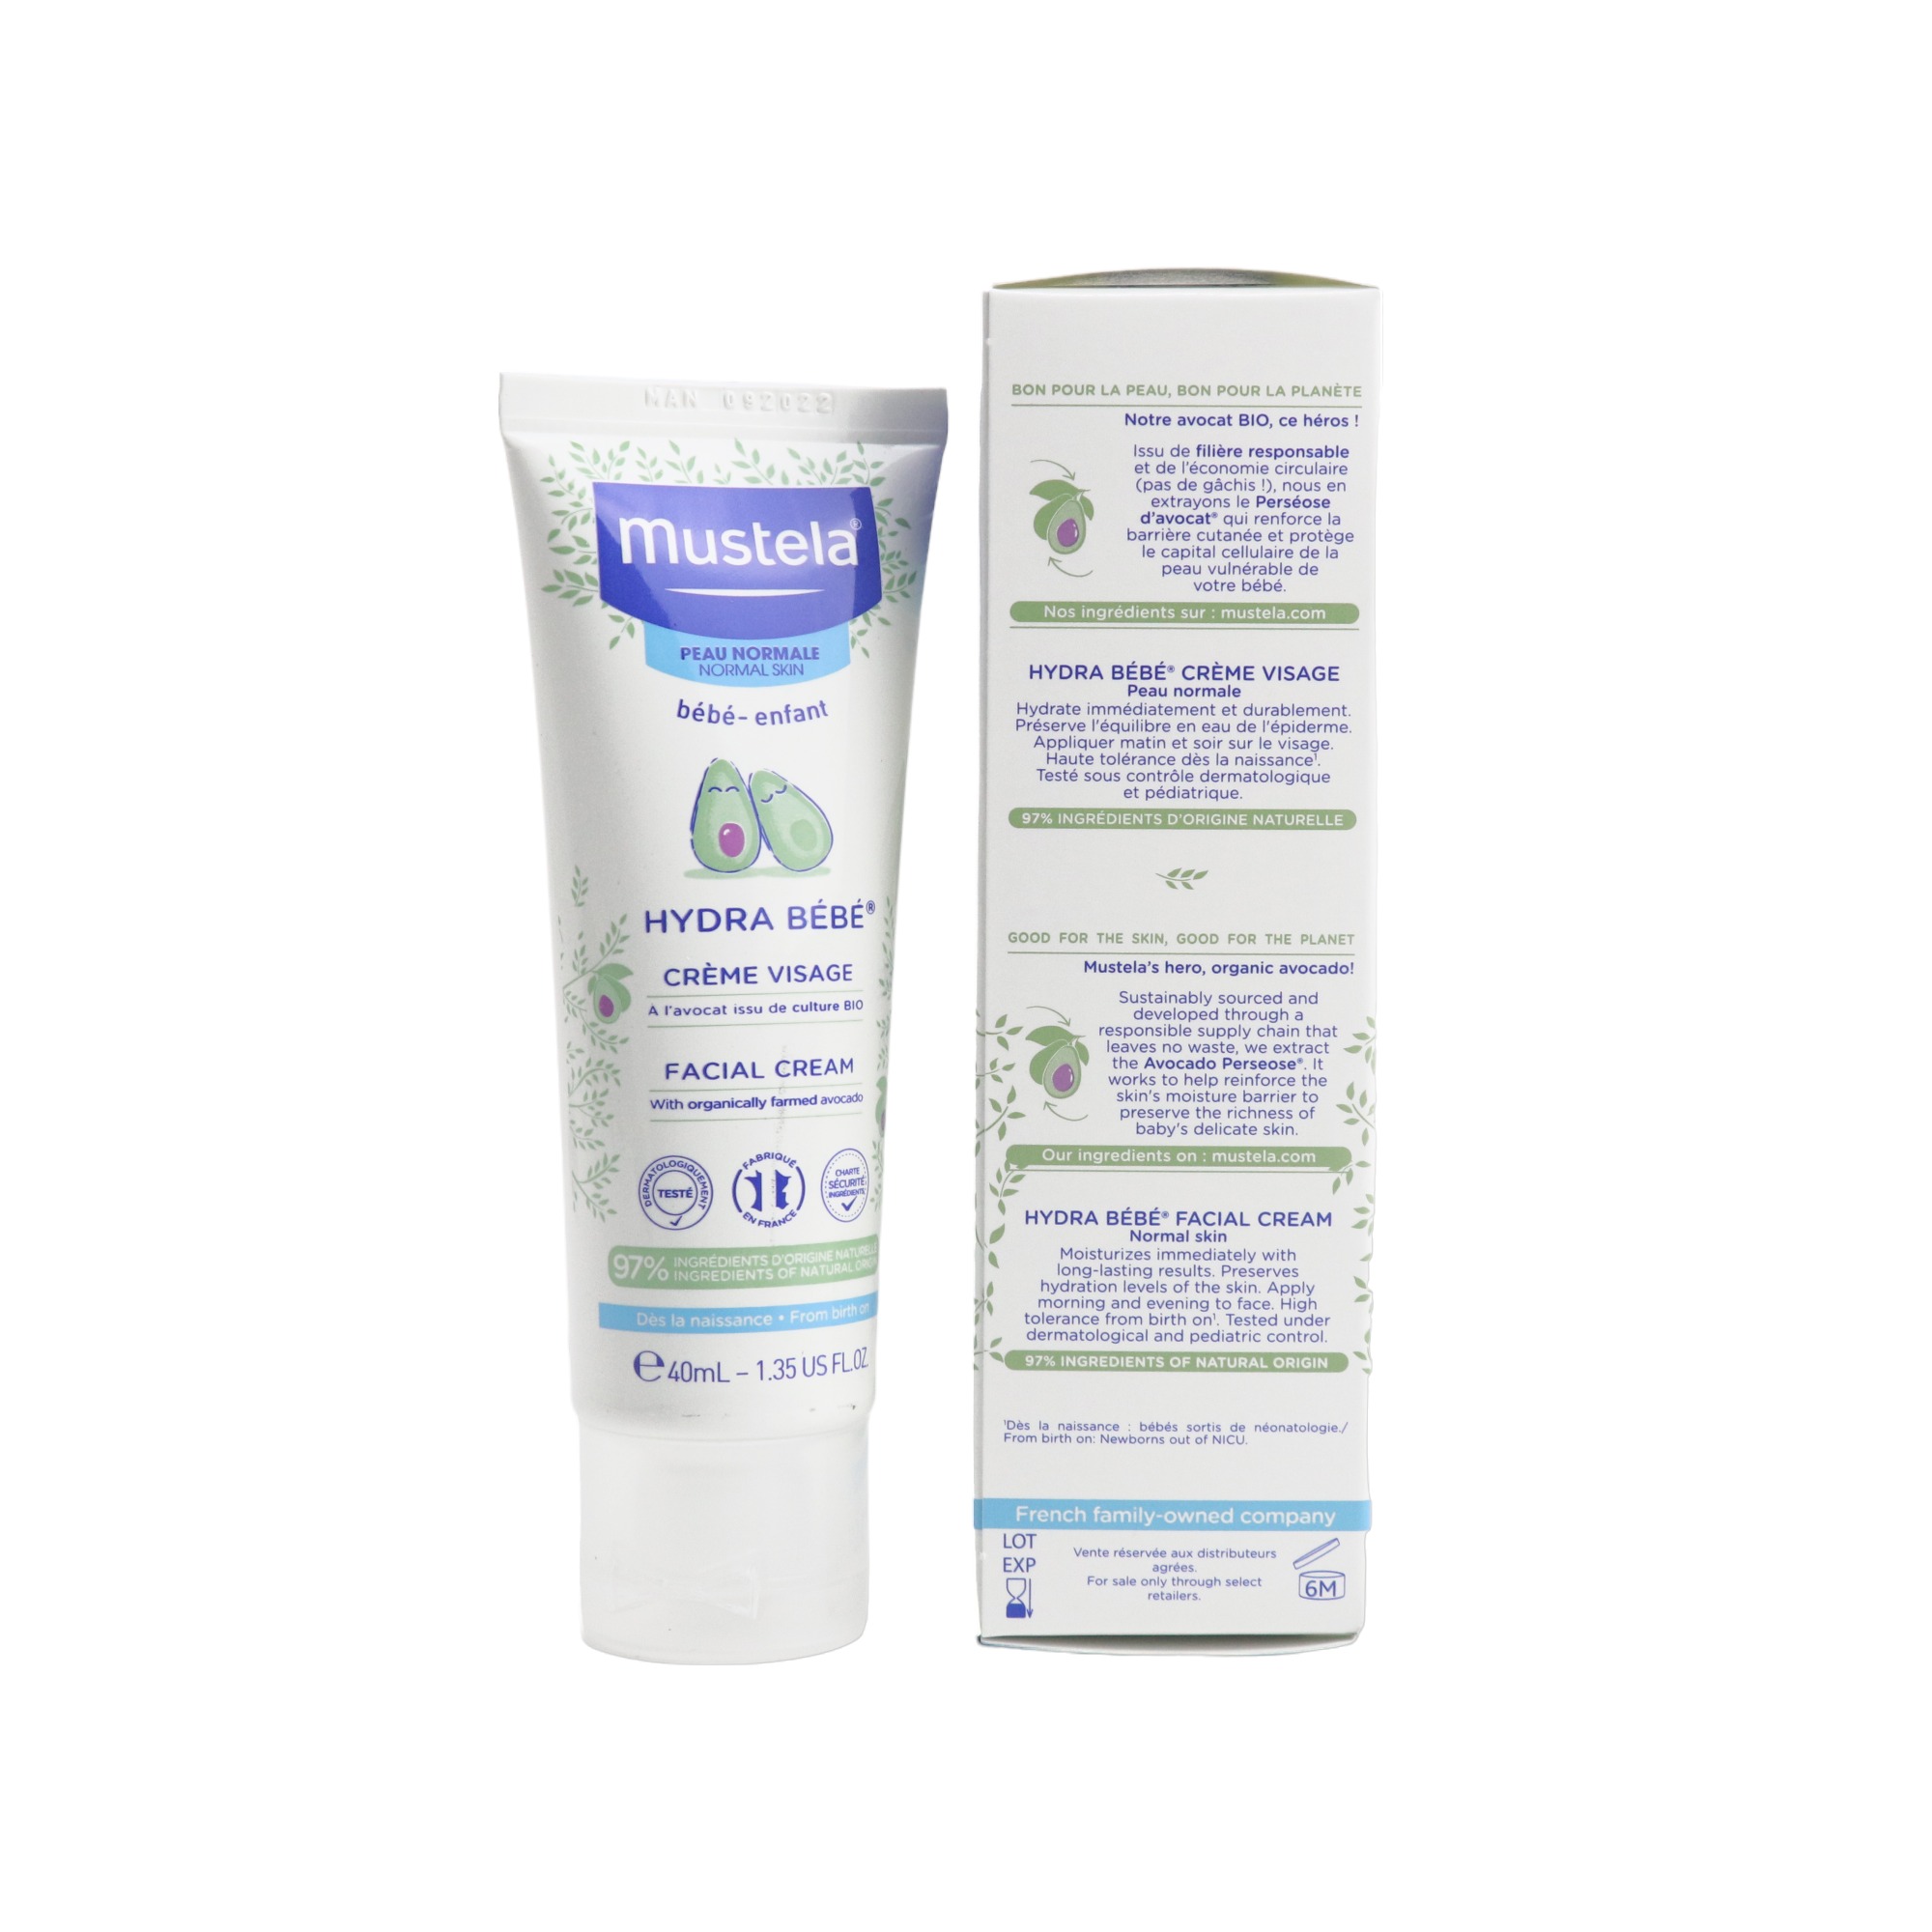 MAN 092022
mustela®
PEAU NORMALE
NORMAL SKIN
bébé-enfant
HYDRA BÉBÉ®
CRÈME VISAGE
À l'avocat issu de culture BIO
FACIAL CREAM
With organically farmed avocado
DERMATOLOGIQUEMENT
TESTÉ
FABRIQUÉ
EN FRANCE
CHARTE
SÉCURITÉ
INGRÉDIENTS
97% INGRÉDIENTS D'ORIGINE NATURELLE
INGREDIENTS OF NATURAL ORIGIN
Dès la naissance • From birth on
e 40mL – 1.35 US FL.OZ
BON POUR LA PEAU, BON POUR LA PLANÈTE
Notre avocat BIO, ce héros !
Issu de filière responsable
et de l'économie circulaire
(pas de gâchis !), nous en
extrayons le Perséose
d'avocat® qui renforce la
barrière cutanée et protège
le capital cellulaire de la
peau vulnérable de
votre bébé.
Nos ingrédients sur : mustela.com
HYDRA BÉBÉ® CRÈME VISAGE
Peau normale
Hydrate immédiatement et durablement.
Préserve l'équilibre en eau de l'épiderme.
Appliquer matin et soir sur le visage.
Haute tolérance dès la naissance¹.
Testé sous contrôle dermatologique
et pédiatrique.
97% INGRÉDIENTS D'ORIGINE NATURELLE
GOOD FOR THE SKIN, GOOD FOR THE PLANET
Mustela's hero, organic avocado!
Sustainably sourced and
developed through a
responsible supply chain that
leaves no waste, we extract
the Avocado Perseose®. It
works to help reinforce the
skin's moisture barrier to
preserve the richness of
baby's delicate skin.
Our ingredients on : mustela.com
HYDRA BÉBÉ® FACIAL CREAM
Normal skin
Moisturizes immediately with
long-lasting results. Preserves
hydration levels of the skin. Apply
morning and evening to face. High
tolerance from birth on¹. Tested under
dermatological and pediatric control.
97% INGREDIENTS OF NATURAL ORIGIN
¹Dès la naissance : bébés sortis de néonatologie./
From birth on: Newborns out of NICU.
French family-owned company
LOT
EXP
Vente réservée aux distributeurs
agrées.
For sale only through select
retailers.
6M